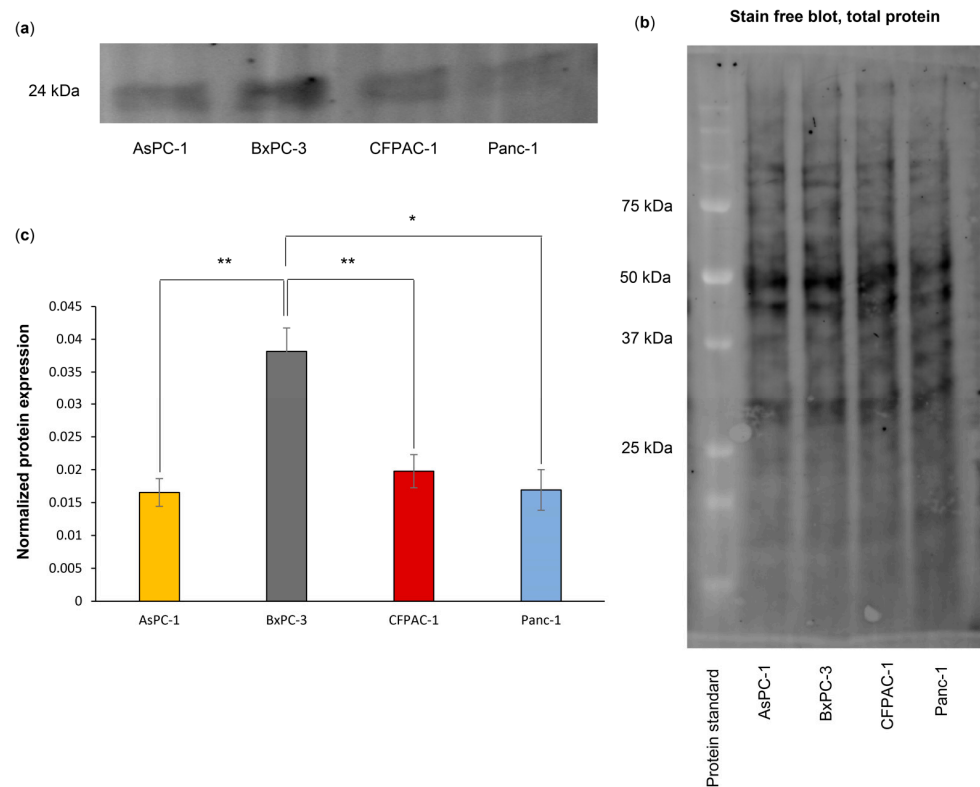 (a)
24 kDa
AsPC-1 BxPC-3 CFPAC-1 Panc-1
(b)
Stain free blot, total protein
75 kDa
50 kDa
37 kDa
25 kDa
Protein standard
AsPC-1
BxPC-3
CFPAC-1
Panc-1
(c)
*
** **
Normalized protein expression
0.045
0.04
0.035
0.03
0.025
0.02
0.015
0.01
0.005
0
AsPC-1 BxPC-3 CFPAC-1 Panc-1